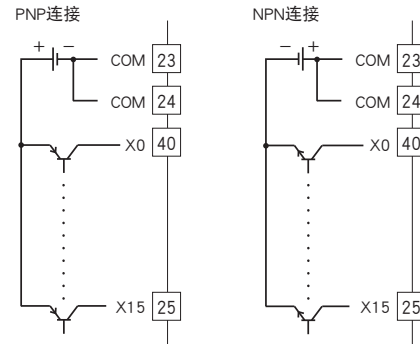 PNP连接
+ −
COM 23
COM 24
X0 40
X15 25
NPN连接
− +
COM 23
COM 24
X0 40
X15 25